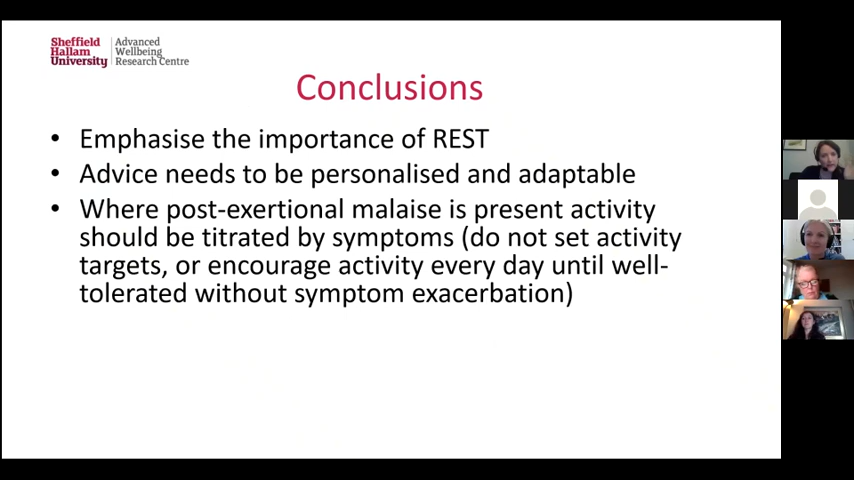 Sheffield
Hallam
University
Advanced
Wellbeing
Research Centre
Conclusions
• Emphasise the importance of REST
• Advice needs to be personalised and adaptable
• Where post-exertional malaise is present activity
should be titrated by symptoms (do not set activity
targets, or encourage activity every day until well-
tolerated without symptom exacerbation)